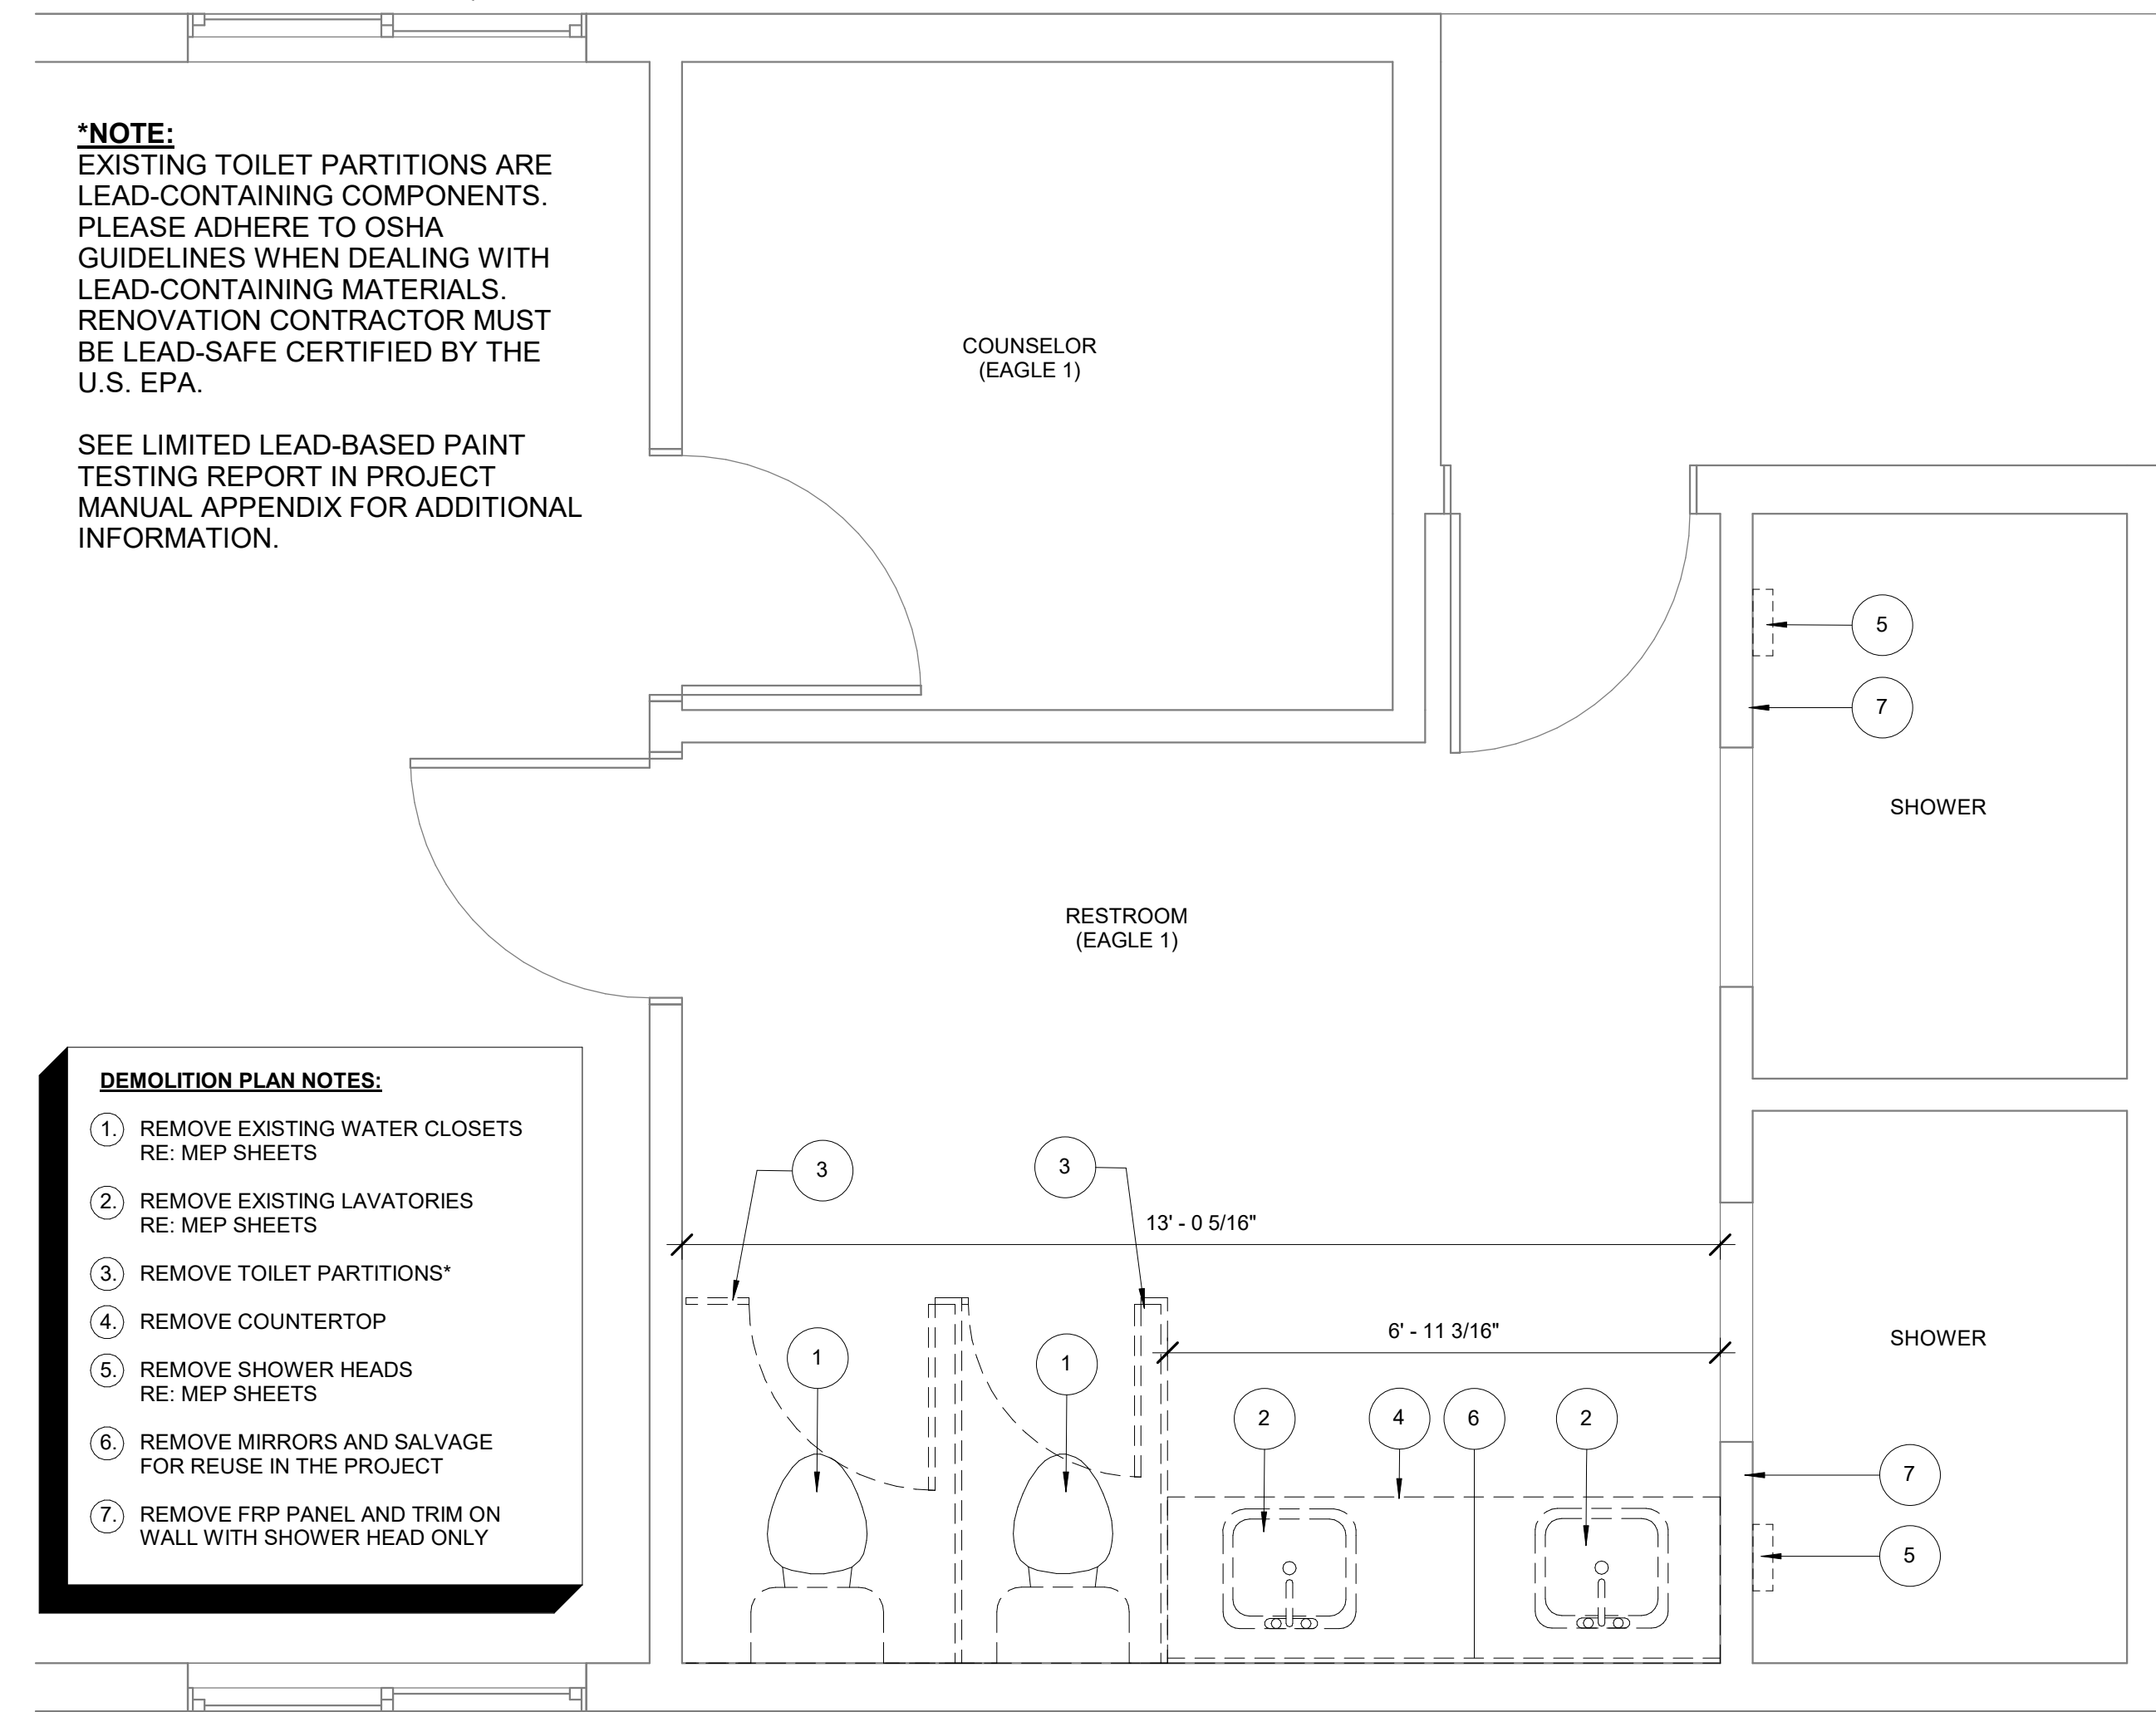 *NOTE:
EXISTING TOILET PARTITIONS ARE
LEAD-CONTAINING COMPONENTS.
PLEASE ADHERE TO OSHA
GUIDELINES WHEN DEALING WITH
LEAD-CONTAINING MATERIALS.
RENOVATION CONTRACTOR MUST
BE LEAD-SAFE CERTIFIED BY THE
U.S. EPA.
SEE LIMITED LEAD-BASED PAINT
TESTING REPORT IN PROJECT
MANUAL APPENDIX FOR ADDITIONAL
INFORMATION.
COUNSELOR
(EAGLE 1)
5
7
SHOWER
RESTROOM
(EAGLE 1)
DEMOLITION PLAN NOTES:
1. REMOVE EXISTING WATER CLOSETS
RE: MEP SHEETS
2. REMOVE EXISTING LAVATORIES
RE: MEP SHEETS
3. REMOVE TOILET PARTITIONS*
4. REMOVE COUNTERTOP
5. REMOVE SHOWER HEADS
RE: MEP SHEETS
6. REMOVE MIRRORS AND SALVAGE
FOR REUSE IN THE PROJECT
7. REMOVE FRP PANEL AND TRIM ON
WALL WITH SHOWER HEAD ONLY
3
3
13' - 0 5/16"
6' - 11 3/16"
SHOWER
1
1
2
4
6
2
7
5